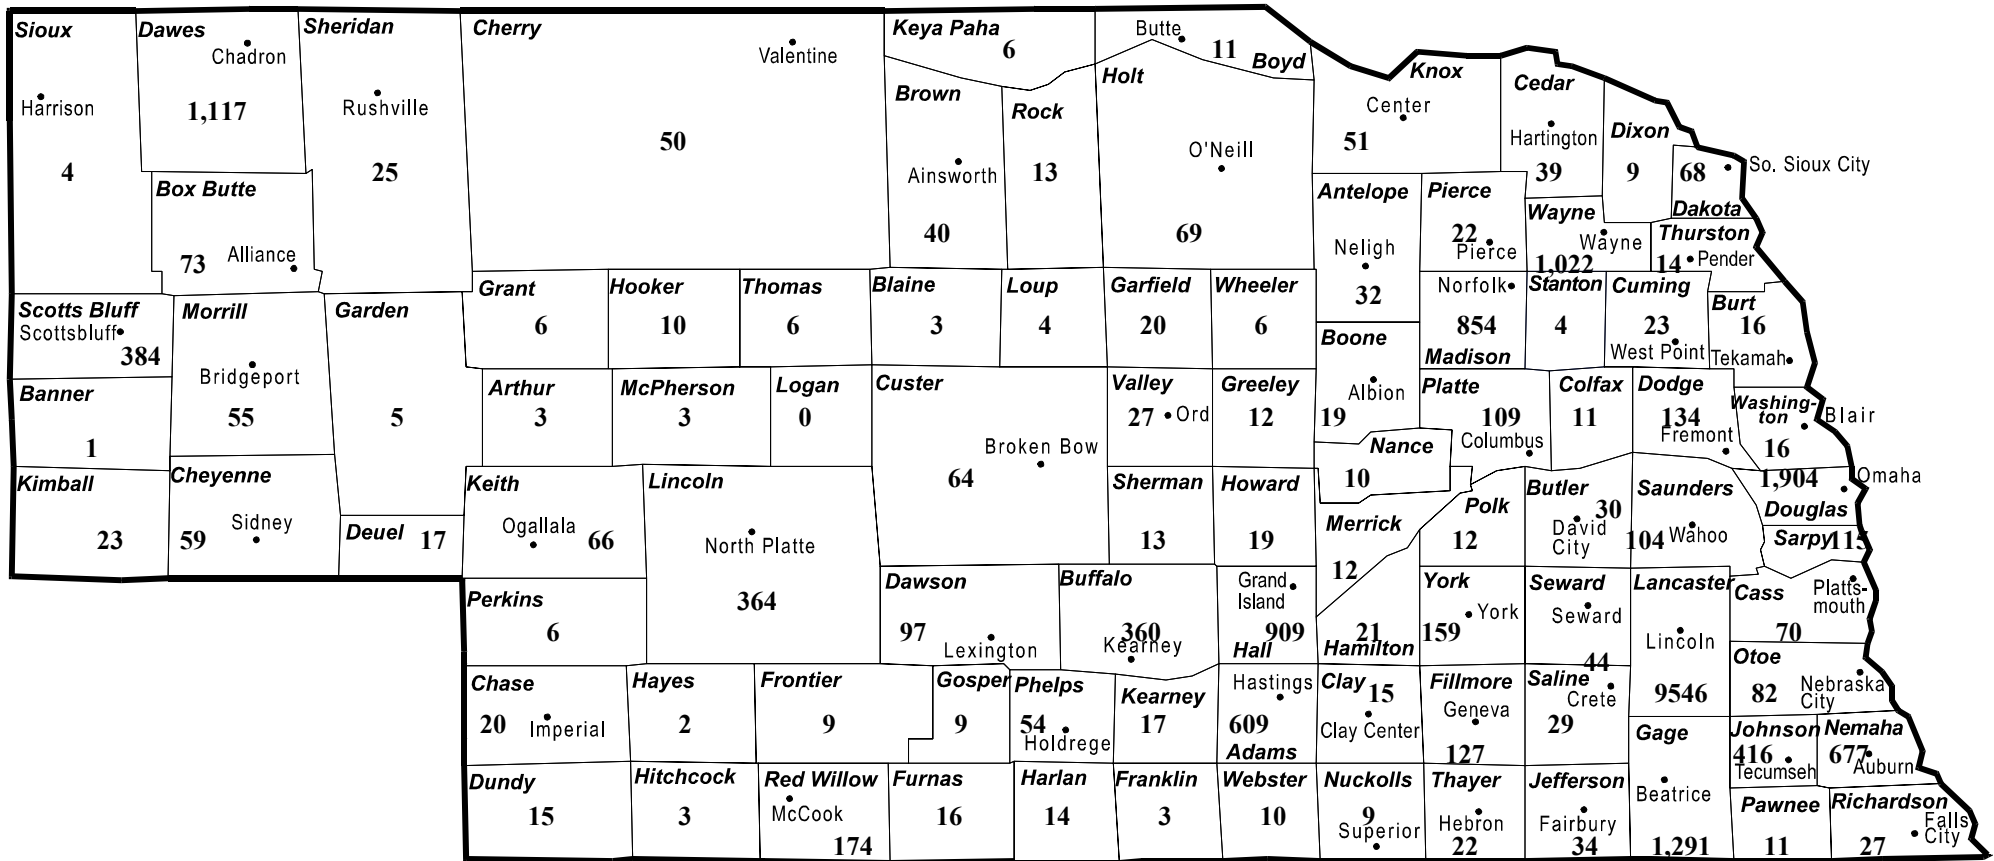 Sioux
Harrison
4
Dawes
Chadron
1,117
Sheridan
Rushville
25
Cherry
Valentine
50
Keya Paha
6
Butte
11
Boyd
Brown
Ainsworth
40
Rock
13
Holt
O'Neill
69
Knox
Center
51
Cedar
Hartington
39
Dixon
9
68
So. Sioux City
Dakota
Box Butte
73 Alliance
Antelope
Neligh
32
Pierce
22
Pierce
Wayne
Wayne
1,022
Thurston
Pender
14
Scotts Bluff
Scottsbluff
384
Morrill
Bridgeport
55
Garden
5
Grant
6
Hooker
10
Thomas
6
Blaine
3
Loup
4
Garfield
20
Wheeler
6
Boone
Albion
19
Norfolk
854
Madison
Stanton
4
Cuming
23
West Point
Burt
16
Tekamah
Banner
1
Arthur
3
McPherson
3
Logan
0
Custer
Broken Bow
64
Valley
27 Ord
Greeley
12
Nance
10
Platte
109
Columbus
Colfax
11
Dodge
134
Fremont
Washing-
ton
Blair
16
Kimball
23
Cheyenne
Sidney
59
Deuel 17
Keith
Ogallala
66
Lincoln
North Platte
364
Sherman
13
Howard
19
Merrick
12
Polk
12
Butler
30
David
City
Saunders
104 Wahoo
1,904
Omaha
Douglas
Sarpy 115
Perkins
6
Dawson
97
Lexington
Buffalo
360
Kearney
Grand
Island
909
Hall
21
Hamilton
York
York
159
Seward
Seward
44
Lancaster
Lincoln
9546
Cass
Platts-
mouth
70
Otoe
82
Nebraska
City
Chase
20 Imperial
Hayes
2
Frontier
9
Gosper
9
Phelps
54
Holdrege
Kearney
17
Hastings
609
Adams
Clay
15
Clay Center
Fillmore
Geneva
127
Saline
Crete
29
Gage
Beatrice
1,291
Johnson
416
Tecumseh
Nemaha
677
Auburn
Dundy
15
Hitchcock
3
Red Willow
McCook
174
Furnas
16
Harlan
14
Franklin
3
Webster
10
Nuckolls
9
Superior
Thayer
Hebron
22
Jefferson
Fairbury
34
Pawnee
11
Richardson
Falls
City
27